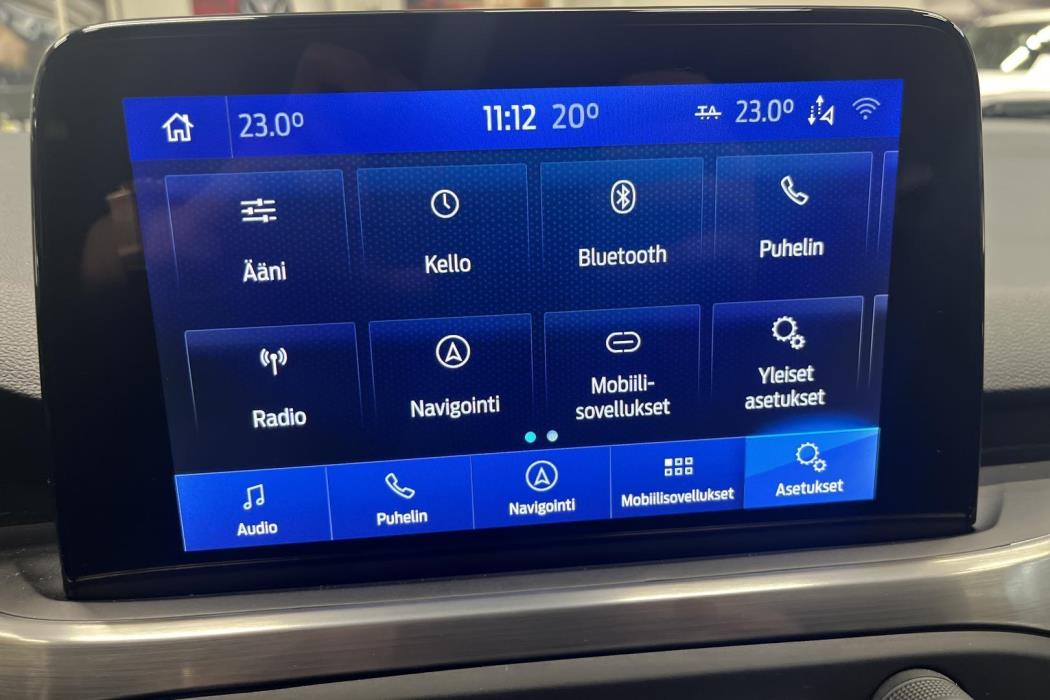 23.0° 11:12 20° TA 23.0°
Ääni
Kello
Bluetooth
Puhelin
Radio
Navigointi
Mobiili-
sovellukset
Yleiset
asetukset
Audio
Puhelin
Navigointi
Mobiilisovellukset
Asetukset